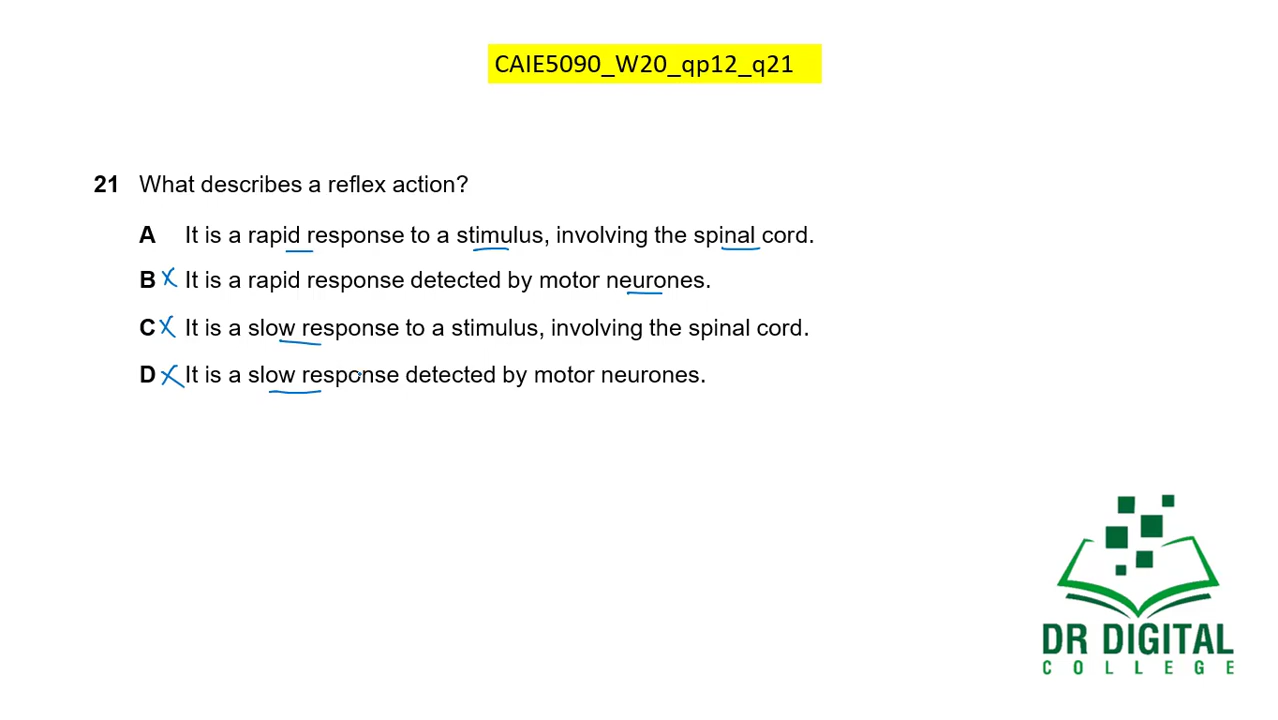 CAIE5090_W20_qp12_q21
21 What describes a reflex action?
A It is a rapid response to a stimulus, involving the spinal cord.
B X It is a rapid response detected by motor neurones.
C X It is a slow response to a stimulus, involving the spinal cord.
D X It is a slow response detected by motor neurones.
DR DIGITAL
COLLEGE